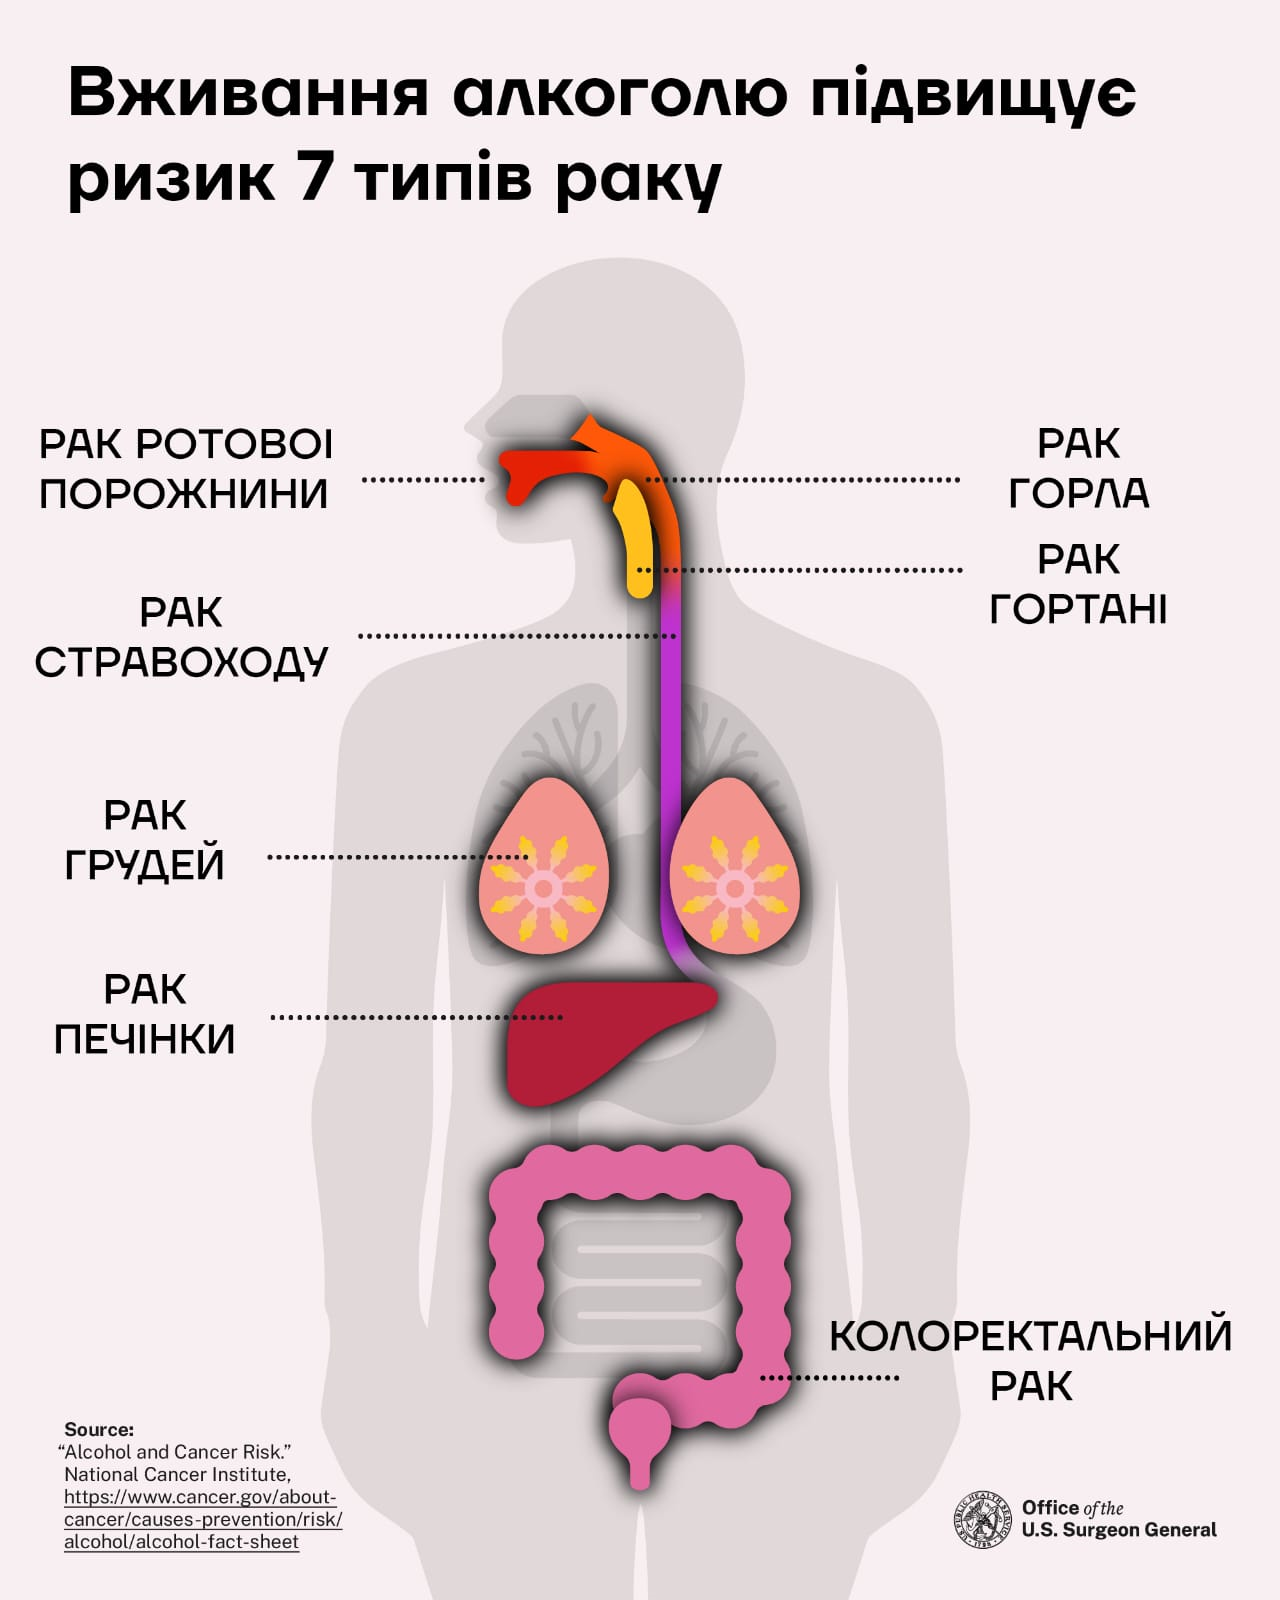 Вживання алкоголю підвищує
ризик 7 типів раку
РАК РОТОВОІ
ПОРОЖНИНИ
РАК
ГОРЛА
РАК
ГОРТАНІ
РАК
СТРАВОХОДУ
РАК
ГРУДЕЙ
РАК
ПЕЧІНКИ
КОЛОРЕКТАЛЬНИЙ
РАК
Source:
“Alcohol and Cancer Risk.”
National Cancer Institute,
https://www.cancer.gov/about-
cancer/causes-prevention/risk/
alcohol/alcohol-fact-sheet
Office of the
U.S. Surgeon General